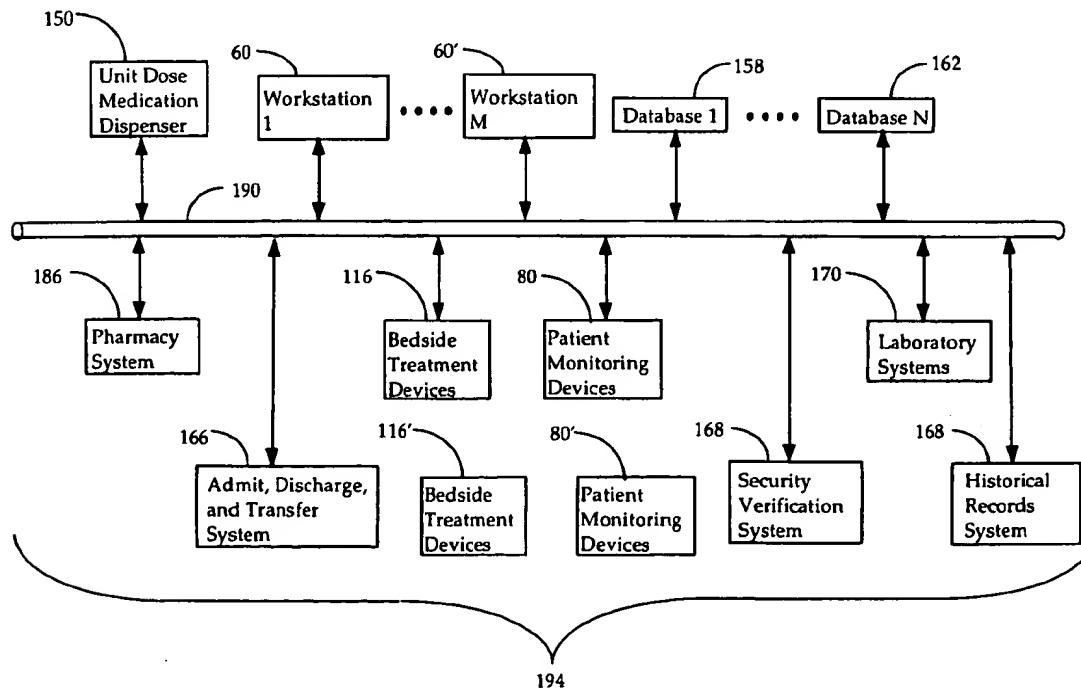 150
60
60′
158
162
Unit Dose
Medication
Dispenser
Workstation
1
Workstation
M
Database 1
Database N
190
186
116
80
170
Pharmacy
System
Bedside
Treatment
Devices
Patient
Monitoring
Devices
Laboratory
Systems
166
116′
80′
168
168
Admit, Discharge,
and Transfer
System
Bedside
Treatment
Devices
Patient
Monitoring
Devices
Security
Verification
System
Historical
Records
System
194